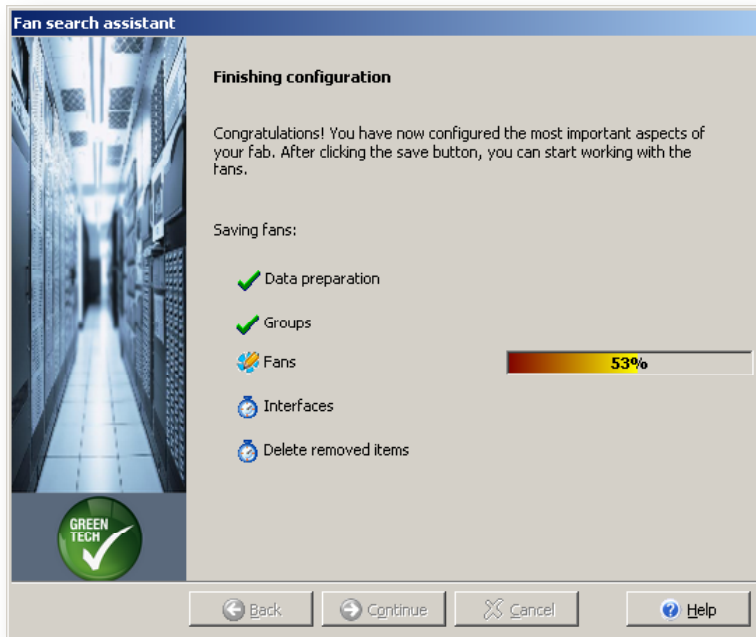 Fan search assistant
Finishing configuration
Congratulations! You have now configured the most important aspects of
your fab. After clicking the save button, you can start working with the
fans.
Saving fans:
Data preparation
Groups
Fans
53%
Interfaces
Delete removed items
GREEN
TECH
Back
Continue
Cancel
Help